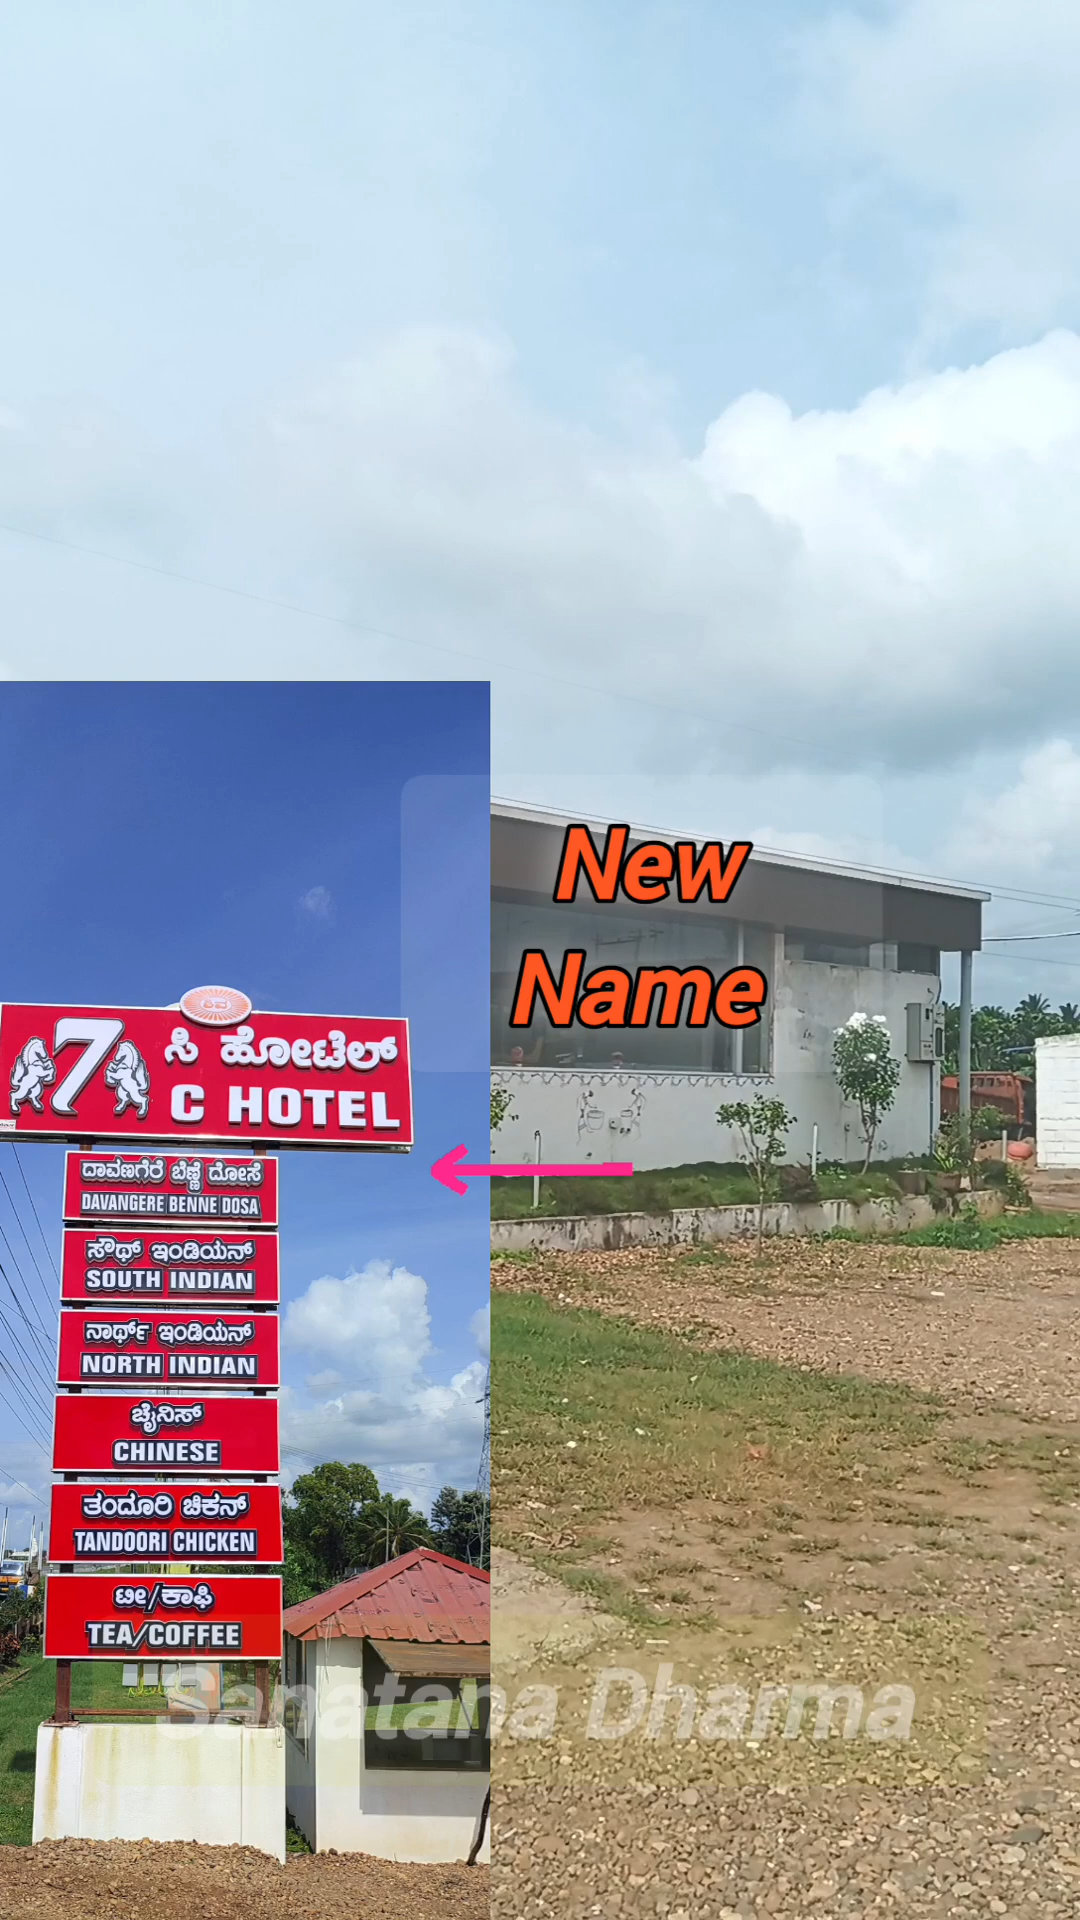 New
Name
ಶಿವ
7 ಸಿ ಹೋಟೆಲ್
C HOTEL
ದಾವಣಗೆರೆ ಬೆಣ್ಣೆ ದೋಸೆ
DAVANGERE BENNE DOSA
ಸೌಥ್ ಇಂಡಿಯನ್
SOUTH INDIAN
ನಾರ್ಥ್ ಇಂಡಿಯನ್
NORTH INDIAN
ಚೈನಿಸ್
CHINESE
ತಂದೂರಿ ಚಿಕನ್
TANDOORI CHICKEN
ಟೀ/ಕಾಫಿ
TEA/COFFEE
"Sanatana Dharma